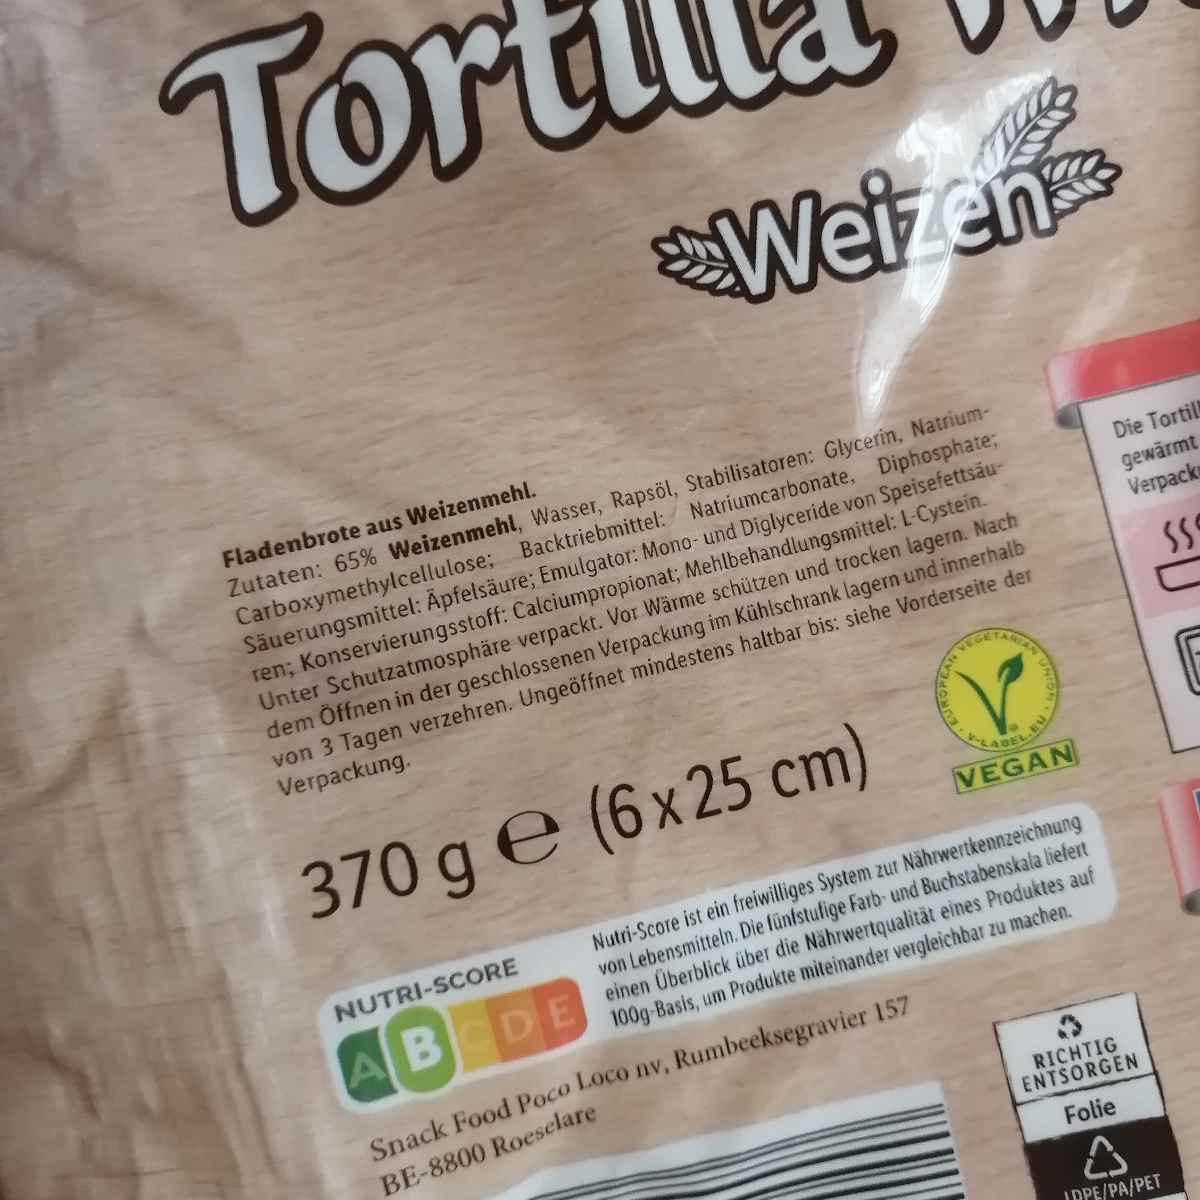 Tortilla
Weizen
Fladenbrote aus Weizenmehl.
Zutaten: 65% Weizenmehl, Wasser, Rapsöl, Stabilisatoren: Glycerin, Natrium-
Carboxymethylcellulose; Backtriebmittel: Natriumcarbonate, Diphosphate;
Säuerungsmittel: Äpfelsäure; Emulgator: Mono- und Diglyceride von Speisefettsäu-
ren; Konservierungsstoff: Calciumpropionat; Mehlbehandlungsmittel: L-Cystein.
Unter Schutzatmosphäre verpackt. Vor Wärme schützen und trocken lagern. Nach
dem Öffnen in der geschlossenen Verpackung im Kühlschrank lagern und innerhalb
von 3 Tagen verzehren. Ungeöffnet mindestens haltbar bis: siehe Vorderseite der
Verpackung.
370 g ℮ (6 x 25 cm)
EUROPEAN VEGETARIAN UNION
V-LABEL.EU
VEGAN
NUTRI-SCORE
A B C D E
Nutri-Score ist ein freiwilliges System zur Nährwertkennzeichnung
von Lebensmitteln. Die fünfstufige Farb- und Buchstabenskala liefert
einen Überblick über die Nährwertqualität eines Produktes auf
100g-Basis, um Produkte miteinander vergleichbar zu machen.
Snack Food Poco Loco nv, Rumbeeksegravier 157
BE-8800 Roeselare
Die Tortill
gewärmt
Verpack
RICHTIG
ENTSORGEN
Folie
LDPE/PA/PET